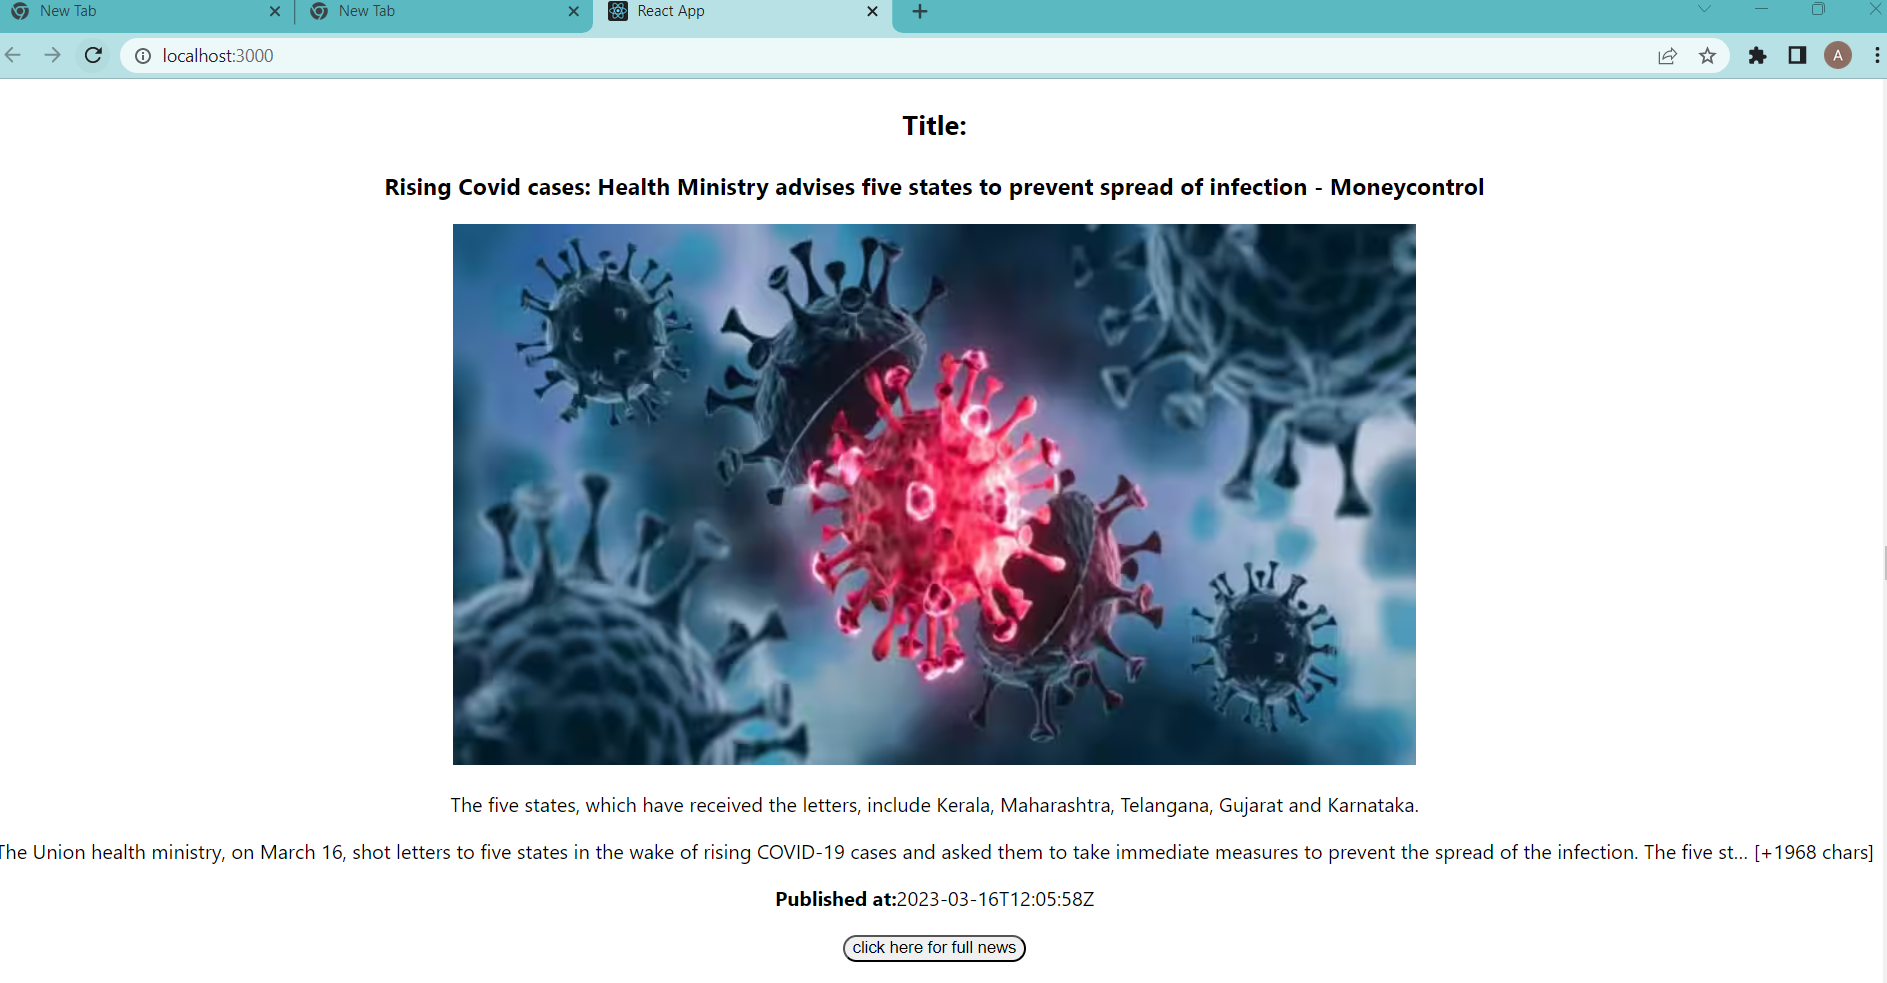 New Tab
New Tab
React App
localhost:3000
A
Title:
Rising Covid cases: Health Ministry advises five states to prevent spread of infection - Moneycontrol
The five states, which have received the letters, include Kerala, Maharashtra, Telangana, Gujarat and Karnataka.
The Union health ministry, on March 16, shot letters to five states in the wake of rising COVID-19 cases and asked them to take immediate measures to prevent the spread of the infection. The five st… [+1968 chars]
Published at:2023-03-16T12:05:58Z
click here for full news